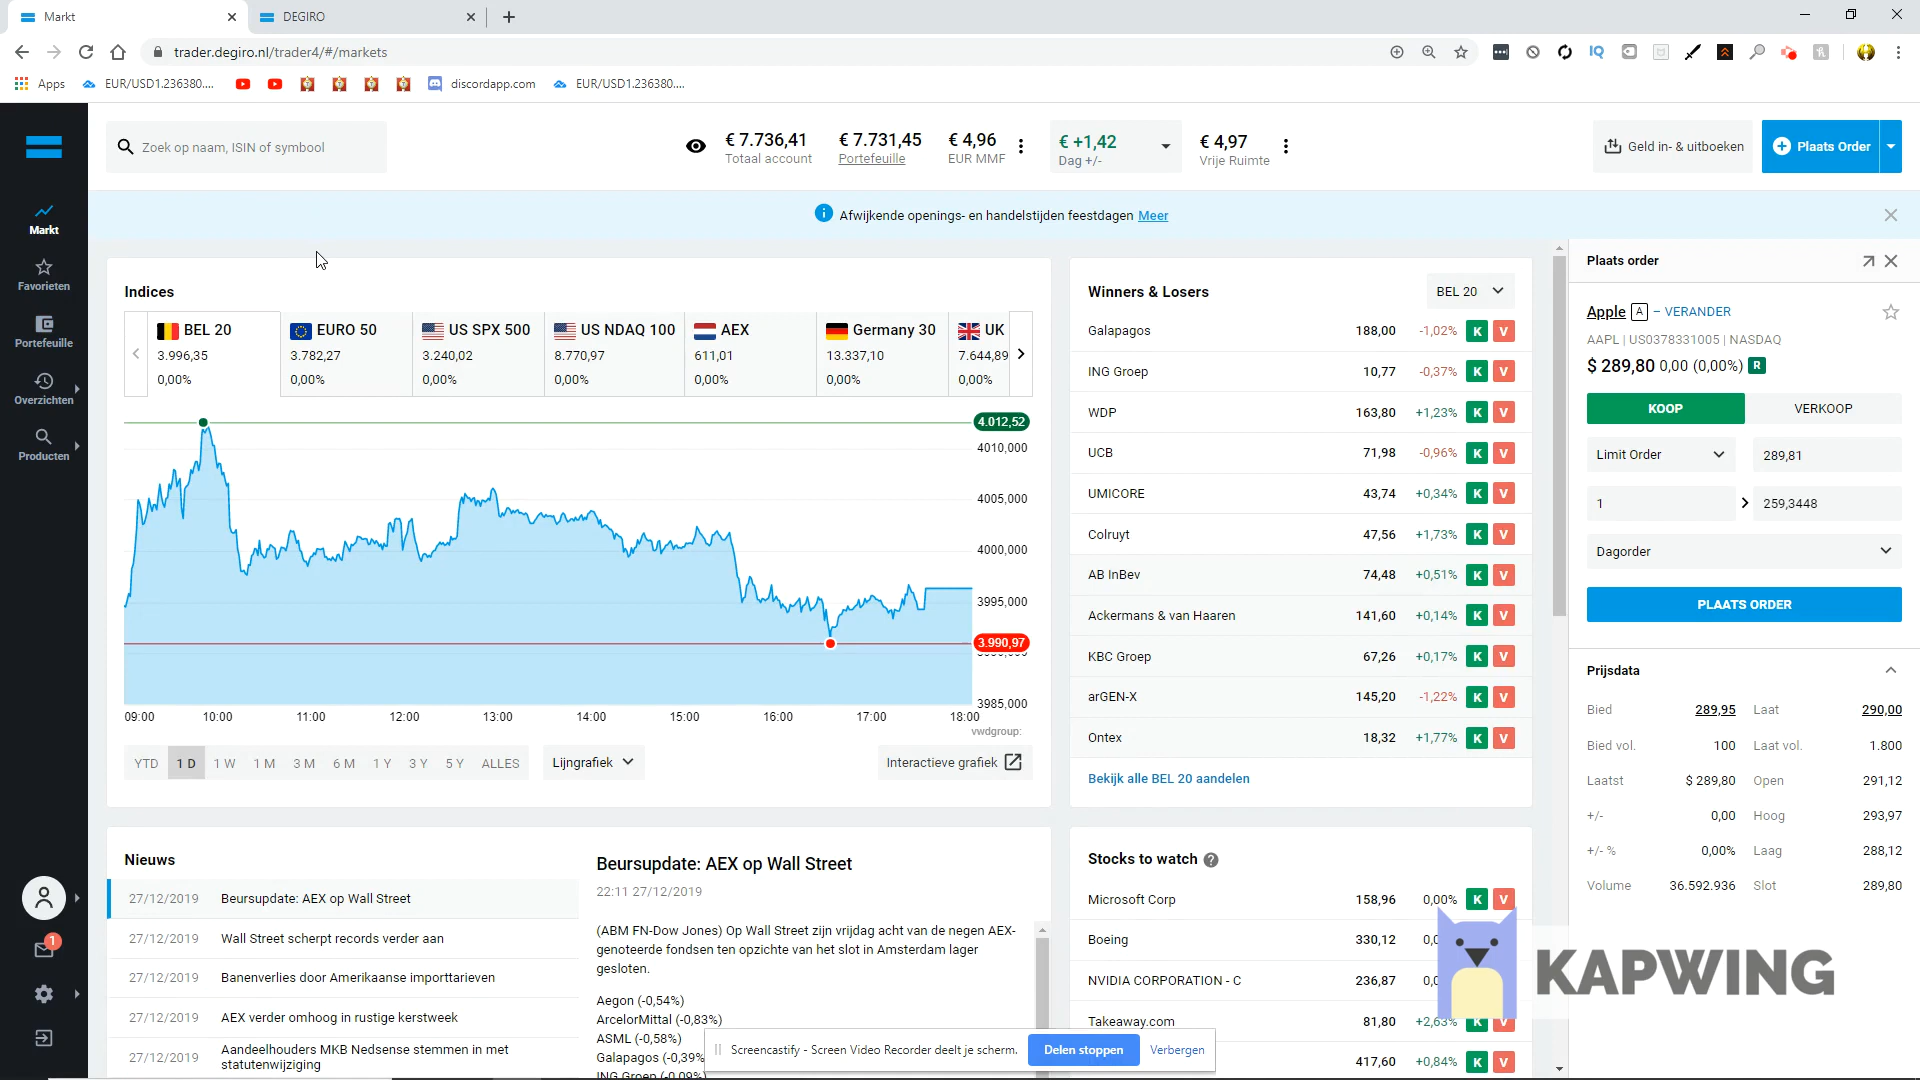 Markt
DEGIRO
trader.degiro.nl/trader4/#/markets
Apps
EUR/USD1.236380....
discordapp.com
EUR/USD1.236380....
Zoek op naam, ISIN of symbool
€ 7.736,41
Totaal account
€ 7.731,45
Portefeuille
€ 4,96
EUR MMF
€ +1,42
Dag +/-
€ 4,97
Vrije Ruimte
Geld in- & uitboeken
Plaats Order
Afwijkende openings- en handelstijden feestdagen Meer
Markt
Favorieten
Portefeuille
Overzichten
Producten
1
Indices
BEL 20
3.996,35
0,00%
EURO 50
3.782,27
0,00%
US SPX 500
3.240,02
0,00%
US NDAQ 100
8.770,97
0,00%
AEX
611,01
0,00%
Germany 30
13.337,10
0,00%
UK
7.644,89
0,00%
4.012,52
4010,000
4005,000
4000,000
3995,000
3.990,97
3985,000
09:00 10:00 11:00 12:00 13:00 14:00 15:00 16:00 17:00 18:00
vwdgroup:
YTD 1 D 1 W 1 M 3 M 6 M 1 Y 3 Y 5 Y ALLES
Lijngrafiek
Interactieve grafiek
Winners & Losers
BEL 20
Galapagos 188,00 -1,02% K V
ING Groep 10,77 -0,37% K V
WDP 163,80 +1,23% K V
UCB 71,98 -0,96% K V
UMICORE 43,74 +0,34% K V
Colruyt 47,56 +1,73% K V
AB InBev 74,48 +0,51% K V
Ackermans & van Haaren 141,60 +0,14% K V
KBC Groep 67,26 +0,17% K V
arGEN-X 145,20 -1,22% K V
Ontex 18,32 +1,77% K V
Bekijk alle BEL 20 aandelen
Plaats order
Apple A – VERANDER
AAPL | US0378331005 | NASDAQ
$ 289,80 0,00 (0,00%) R
KOOP
VERKOOP
Limit Order
289,81
1
259,3448
Dagorder
PLAATS ORDER
Prijsdata
Bied 289,95 Laat 290,00
Bied vol. 100 Laat vol. 1.800
Laatst $ 289,80 Open 291,12
+/- 0,00 Hoog 293,97
+/- % 0,00% Laag 288,12
Volume 36.592.936 Slot 289,80
Nieuws
27/12/2019 Beursupdate: AEX op Wall Street
27/12/2019 Wall Street scherpt records verder aan
27/12/2019 Banenverlies door Amerikaanse importtarieven
27/12/2019 AEX verder omhoog in rustige kerstweek
27/12/2019 Aandeelhouders MKB Nedsense stemmen in met
statutenwijziging
Beursupdate: AEX op Wall Street
22:11 27/12/2019
(ABM FN-Dow Jones) Op Wall Street zijn vrijdag acht van de negen AEX-
genoteerde fondsen ten opzichte van het slot in Amsterdam lager
gesloten.
Aegon (-0,54%)
ArcelorMittal (-0,83%)
ASML (-0,58%)
Galapagos (-0,39%
ING Groep (-0,09%)
Stocks to watch ?
Microsoft Corp 158,96 0,00% K V
Boeing 330,12
NVIDIA CORPORATION - C 236,87
Takeaway.com 81,80 +2,63% K V
417,60 +0,84% K V
KAPWING
Screencastify - Screen Video Recorder deelt je scherm.
Delen stoppen
Verbergen